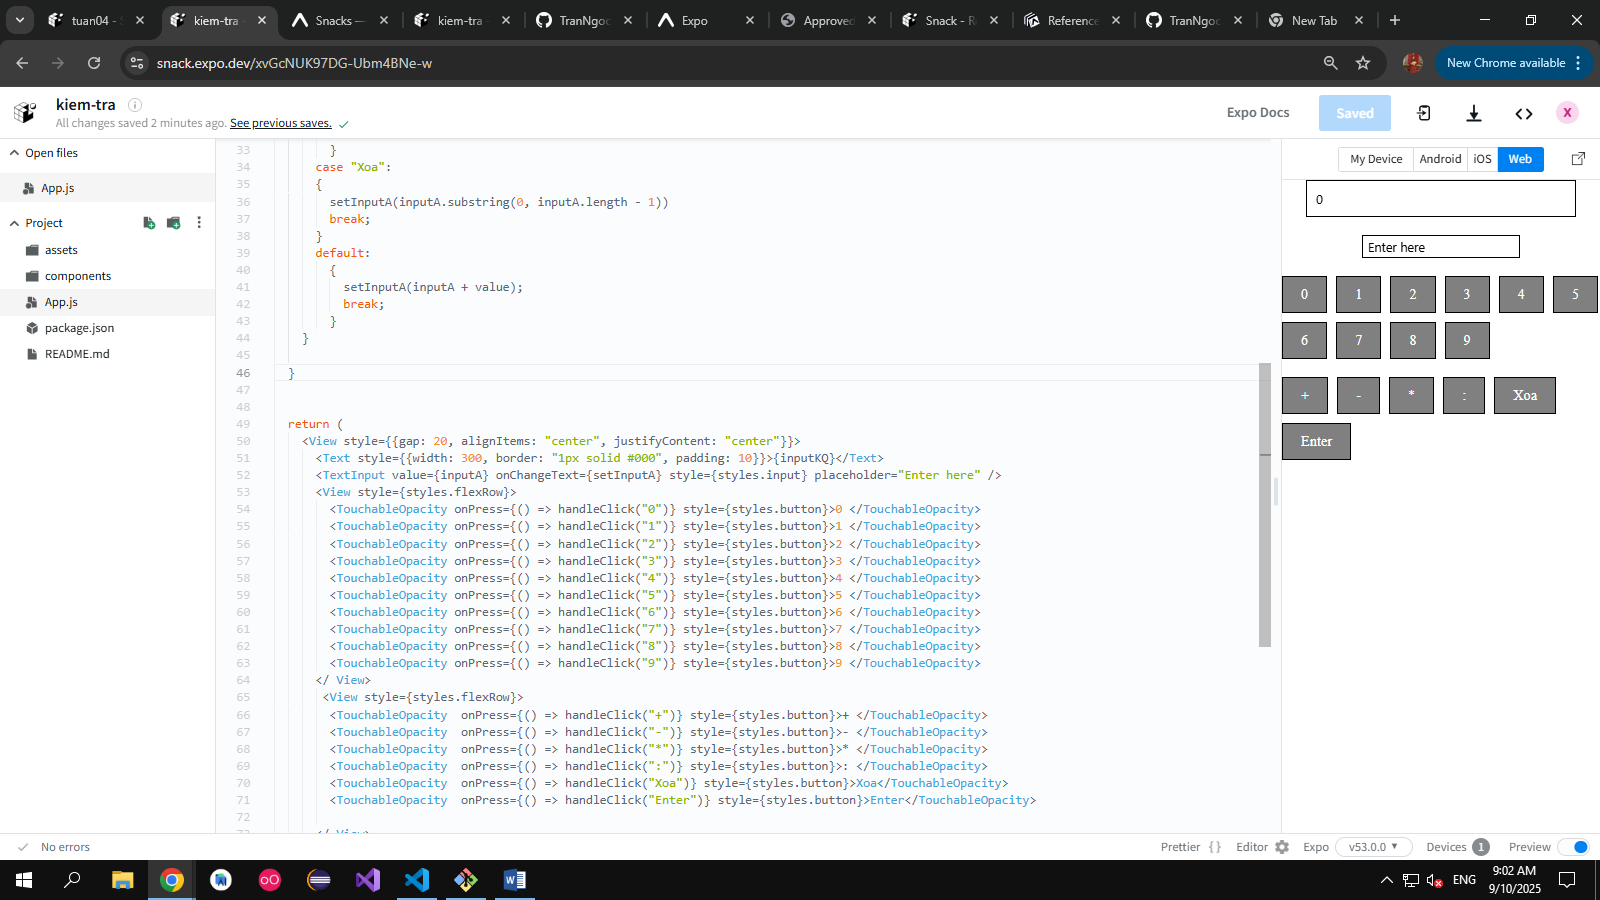 tuan04 - S
kiem-tra -
Snacks —
kiem-tra -
TranNgoc
Expo
Approved
Snack - R
Reference
TranNgoc
New Tab
snack.expo.dev/xvGcNUK97DG-Ubm4BNe-w
New Chrome available
kiem-tra
All changes saved 2 minutes ago. See previous saves.
Expo Docs
Saved
X
Open files
App.js
Project
assets
components
App.js
package.json
README.md
33 }
34 case "Xoa":
35 {
36 setInputA(inputA.substring(0, inputA.length - 1))
37 break;
38 }
39 default:
40 {
41 setInputA(inputA + value);
42 break;
43 }
44 }
45
46 }
47
48
49 return (
50 <View style={{gap: 20, alignItems: "center", justifyContent: "center"}}>
51 <Text style={{width: 300, border: "1px solid #000", padding: 10}}>{inputKQ}</Text>
52 <TextInput value={inputA} onChangeText={setInputA} style={styles.input} placeholder="Enter here" />
53 <View style={styles.flexRow}>
54 <TouchableOpacity onPress={() => handleClick("0")} style={styles.button}>0 </TouchableOpacity>
55 <TouchableOpacity onPress={() => handleClick("1")} style={styles.button}>1 </TouchableOpacity>
56 <TouchableOpacity onPress={() => handleClick("2")} style={styles.button}>2 </TouchableOpacity>
57 <TouchableOpacity onPress={() => handleClick("3")} style={styles.button}>3 </TouchableOpacity>
58 <TouchableOpacity onPress={() => handleClick("4")} style={styles.button}>4 </TouchableOpacity>
59 <TouchableOpacity onPress={() => handleClick("5")} style={styles.button}>5 </TouchableOpacity>
60 <TouchableOpacity onPress={() => handleClick("6")} style={styles.button}>6 </TouchableOpacity>
61 <TouchableOpacity onPress={() => handleClick("7")} style={styles.button}>7 </TouchableOpacity>
62 <TouchableOpacity onPress={() => handleClick("8")} style={styles.button}>8 </TouchableOpacity>
63 <TouchableOpacity onPress={() => handleClick("9")} style={styles.button}>9 </TouchableOpacity>
64 </ View>
65 <View style={styles.flexRow}>
66 <TouchableOpacity  onPress={() => handleClick("+")} style={styles.button}>+ </TouchableOpacity>
67 <TouchableOpacity  onPress={() => handleClick("-")} style={styles.button}>- </TouchableOpacity>
68 <TouchableOpacity  onPress={() => handleClick("*")} style={styles.button}>* </TouchableOpacity>
69 <TouchableOpacity  onPress={() => handleClick(":")} style={styles.button}>: </TouchableOpacity>
70 <TouchableOpacity  onPress={() => handleClick("Xoa")} style={styles.button}>Xoa</TouchableOpacity>
71 <TouchableOpacity  onPress={() => handleClick("Enter")} style={styles.button}>Enter</TouchableOpacity>
72
73 </ View>
My Device Android iOS Web
0
Enter here
0 1 2 3 4 5
6 7 8 9
+ - * : Xoa
Enter
No errors
Prettier {} Editor Expo v53.0.0 Devices 1 Preview
ENG
9:02 AM
9/10/2025